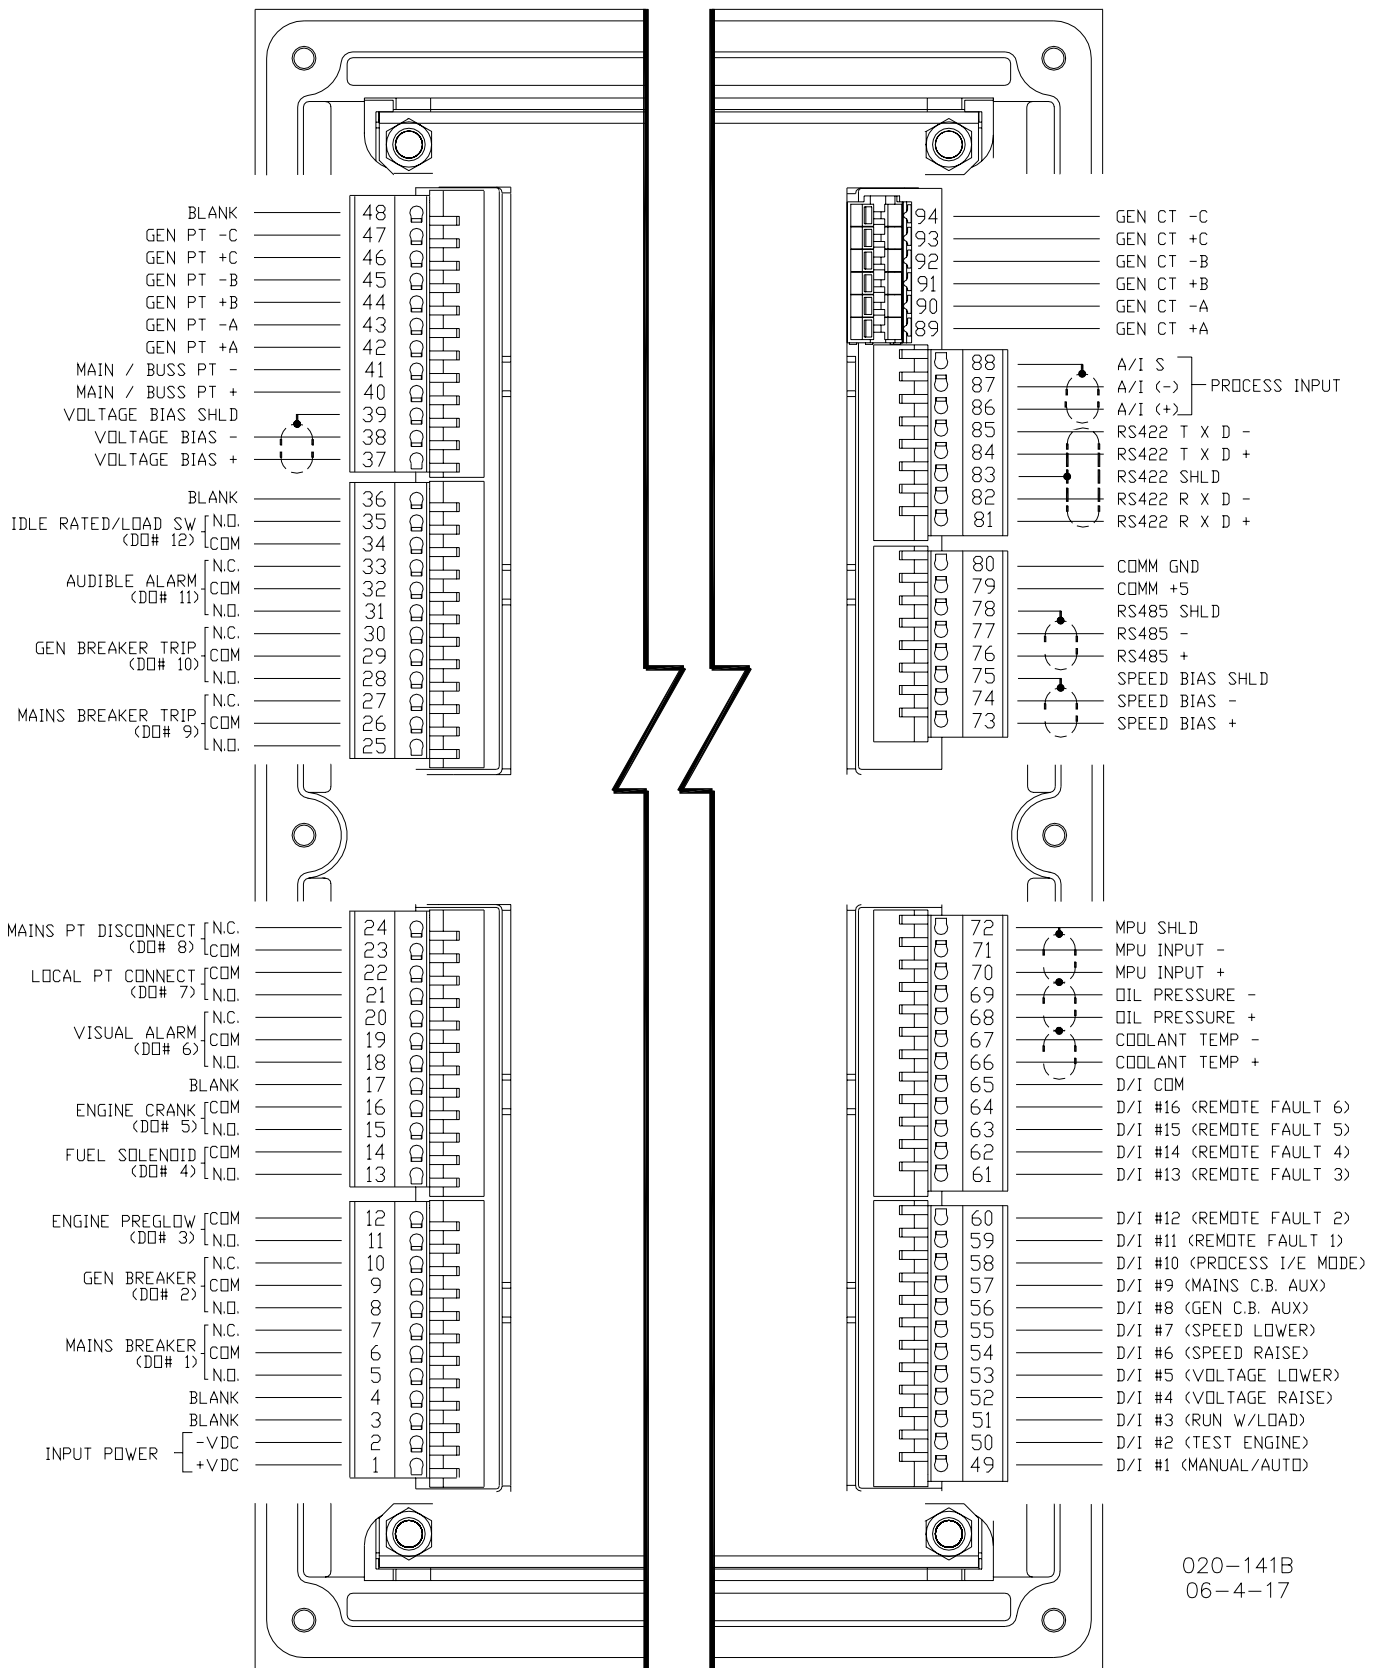 BLANK 48
GEN PT -C 47
GEN PT +C 46
GEN PT -B 45
GEN PT +B 44
GEN PT -A 43
GEN PT +A 42
MAIN / BUSS PT - 41
MAIN / BUSS PT + 40
VOLTAGE BIAS SHLD 39
VOLTAGE BIAS - 38
VOLTAGE BIAS + 37
BLANK 36
IDLE RATED/LOAD SW
(DO# 12)
N.O. 35
COM 34
AUDIBLE ALARM
(DO# 11)
N.C. 33
COM 32
N.O. 31
GEN BREAKER TRIP
(DO# 10)
N.C. 30
COM 29
N.O. 28
MAINS BREAKER TRIP
(DO# 9)
N.C. 27
COM 26
N.O. 25
MAINS PT DISCONNECT
(DO# 8)
N.C. 24
COM 23
LOCAL PT CONNECT
(DO# 7)
COM 22
N.O. 21
VISUAL ALARM
(DO# 6)
N.C. 20
COM 19
N.O. 18
BLANK 17
ENGINE CRANK
(DO# 5)
COM 16
N.O. 15
FUEL SOLENOID
(DO# 4)
COM 14
N.O. 13
ENGINE PREGLOW
(DO# 3)
COM 12
N.O. 11
GEN BREAKER
(DO# 2)
N.C. 10
COM 9
N.O. 8
MAINS BREAKER
(DO# 1)
N.C. 7
COM 6
N.O. 5
BLANK 4
BLANK 3
INPUT POWER
-VDC 2
+VDC 1
94 GEN CT -C
93 GEN CT +C
92 GEN CT -B
91 GEN CT +B
90 GEN CT -A
89 GEN CT +A
88 A/I S
87 A/I (-)
86 A/I (+)
PROCESS INPUT
85 RS422 T X D -
84 RS422 T X D +
83 RS422 SHLD
82 RS422 R X D -
81 RS422 R X D +
80 COMM GND
79 COMM +5
78 RS485 SHLD
77 RS485 -
76 RS485 +
75 SPEED BIAS SHLD
74 SPEED BIAS -
73 SPEED BIAS +
72 MPU SHLD
71 MPU INPUT -
70 MPU INPUT +
69 OIL PRESSURE -
68 OIL PRESSURE +
67 COOLANT TEMP -
66 COOLANT TEMP +
65 D/I COM
64 D/I #16 (REMOTE FAULT 6)
63 D/I #15 (REMOTE FAULT 5)
62 D/I #14 (REMOTE FAULT 4)
61 D/I #13 (REMOTE FAULT 3)
60 D/I #12 (REMOTE FAULT 2)
59 D/I #11 (REMOTE FAULT 1)
58 D/I #10 (PROCESS I/E MODE)
57 D/I #9 (MAINS C.B. AUX)
56 D/I #8 (GEN C.B. AUX)
55 D/I #7 (SPEED LOWER)
54 D/I #6 (SPEED RAISE)
53 D/I #5 (VOLTAGE LOWER)
52 D/I #4 (VOLTAGE RAISE)
51 D/I #3 (RUN W/LOAD)
50 D/I #2 (TEST ENGINE)
49 D/I #1 (MANUAL/AUTO)
020-141B
06-4-17